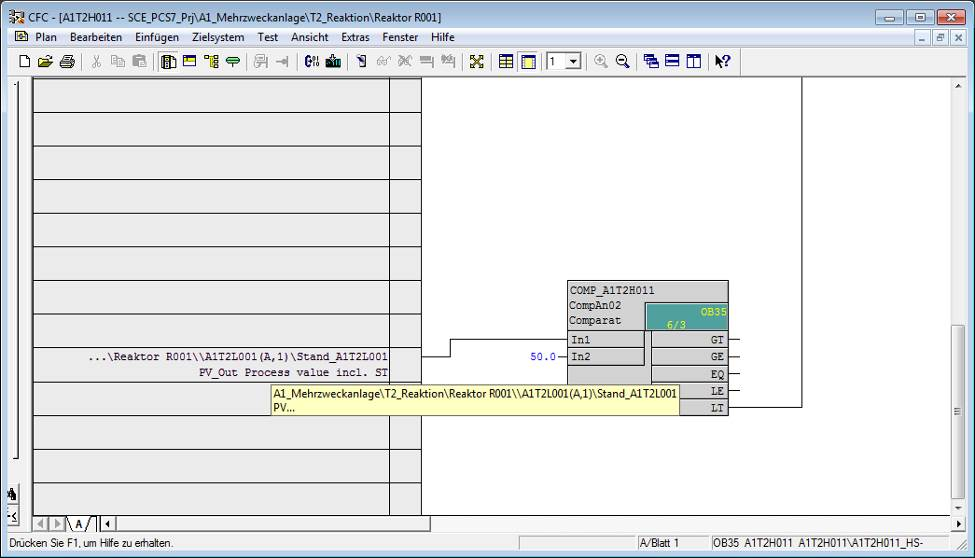 CFC - [A1T2H011 -- SCE_PCS7_Prj\A1_Mehrzweckanlage\T2_Reaktion\Reaktor R001]
Plan Bearbeiten Einfügen Zielsystem Test Ansicht Extras Fenster Hilfe
1
COMP_A1T2H011
CompAn02
Comparat
OB35
6/3
In1
GT
...\Reaktor R001\\A1T2L001(A,1)\Stand_A1T2L001
50.0
In2
GE
PV_Out Process value incl. ST
EQ
A1_Mehrzweckanlage\T2_Reaktion\Reaktor R001\\A1T2L001(A,1)\Stand_A1T2L001
PV...
LE
LT
A
Drücken Sie F1, um Hilfe zu erhalten.
A/Blatt 1
OB35 A1T2H011 A1T2H011\A1T2H011_HS-